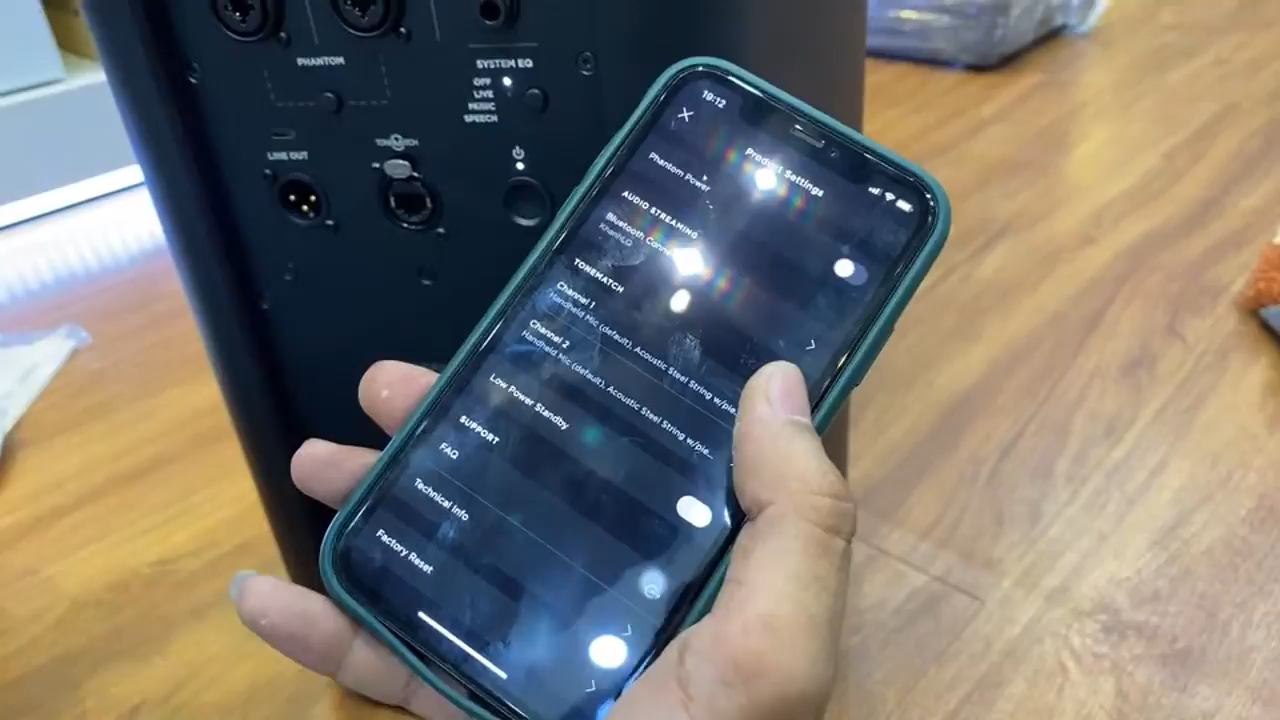 PHANTOM
SYSTEM EQ
OFF
LIVE
MUSIC
SPEECH
LINE OUT
TONEMATCH
19:12
Product Settings
Phantom Power
AUDIO STREAMING
Bluetooth
KhanhLQ
TONEMATCH
Channel 1
Handheld Mic (default), Acoustic Steel String w/pie...
Channel 2
Handheld Mic (default), Acoustic Steel String w/pie...
Low Power Standby
SUPPORT
FAQ
Technical Info
Factory Reset